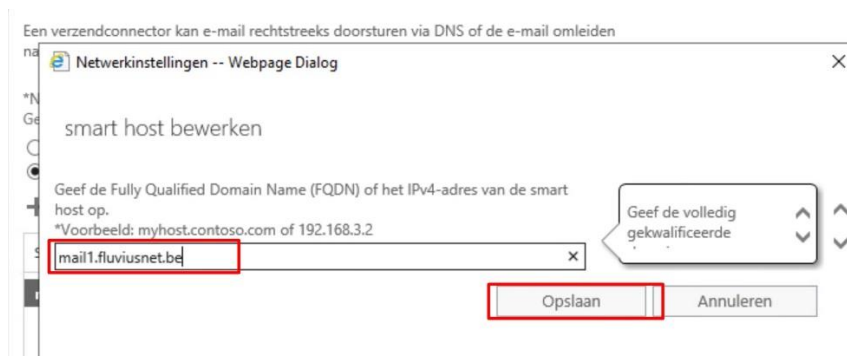 Een verzendconnector kan e-mail rechtstreeks doorsturen via DNS of de e-mail omleiden
na
Netwerkinstellingen -- Webpage Dialog
*N
Ge
smart host bewerken
Geef de Fully Qualified Domain Name (FQDN) of het IPv4-adres van de smart
host op.
*Voorbeeld: myhost.contoso.com of 192.168.3.2
mail1.fluviusnet.be
Geef de volledig
gekwalificeerde
Opslaan
Annuleren